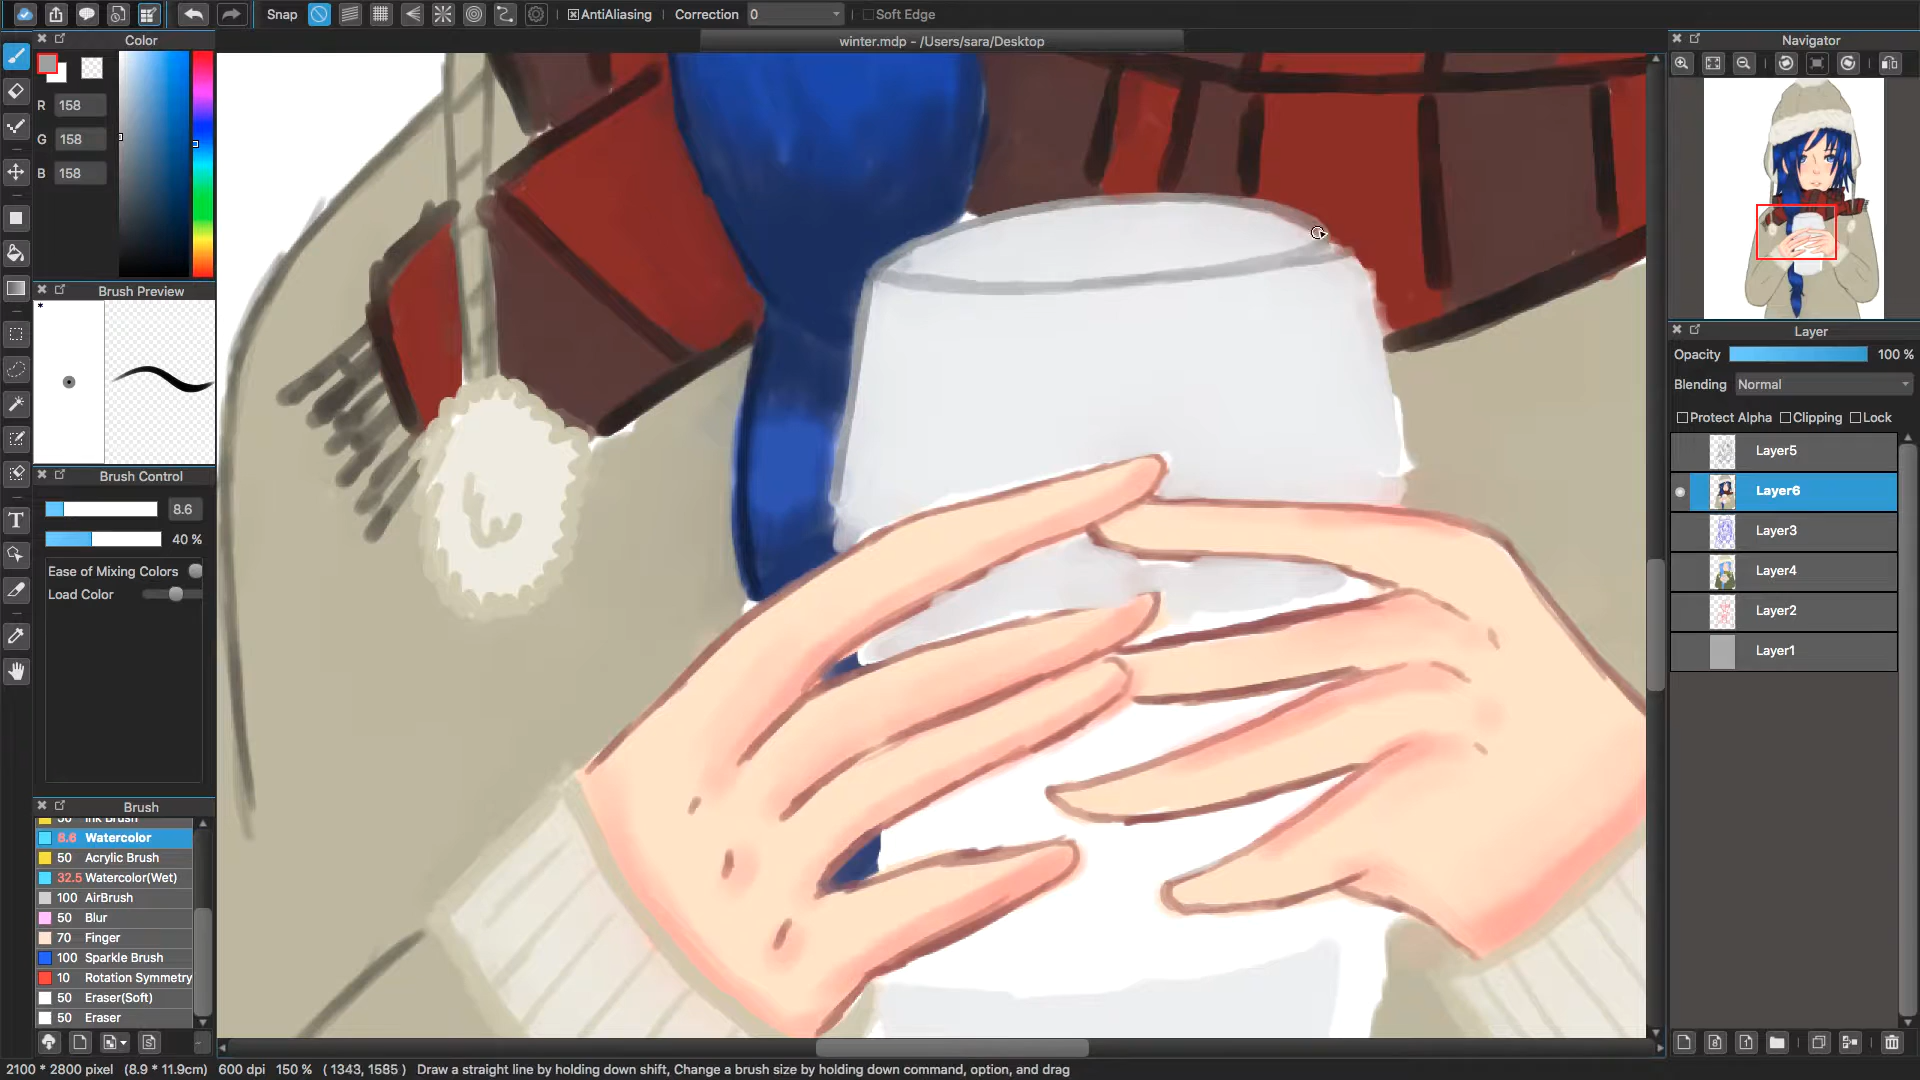 Snap
AntiAliasing
Correction 0
Soft Edge
winter.mdp - /Users/sara/Desktop
Color
R 158
G 158
B 158
Brush Preview
*
Brush Control
8.6
40 %
Ease of Mixing Colors
Load Color
Brush
50 Ink Brush
8.6 Watercolor
50 Acrylic Brush
32.5 Watercolor(Wet)
100 AirBrush
50 Blur
70 Finger
100 Sparkle Brush
10 Rotation Symmetry
50 Eraser(Soft)
50 Eraser
Navigator
Layer
Opacity 100 %
Blending Normal
Protect Alpha Clipping Lock
Layer5
Layer6
Layer3
Layer4
Layer2
Layer1
2100 * 2800 pixel (8.9 * 11.9cm) 600 dpi 150 % ( 1343, 1585 ) Draw a straight line by holding down shift, Change a brush size by holding down command, option, and drag